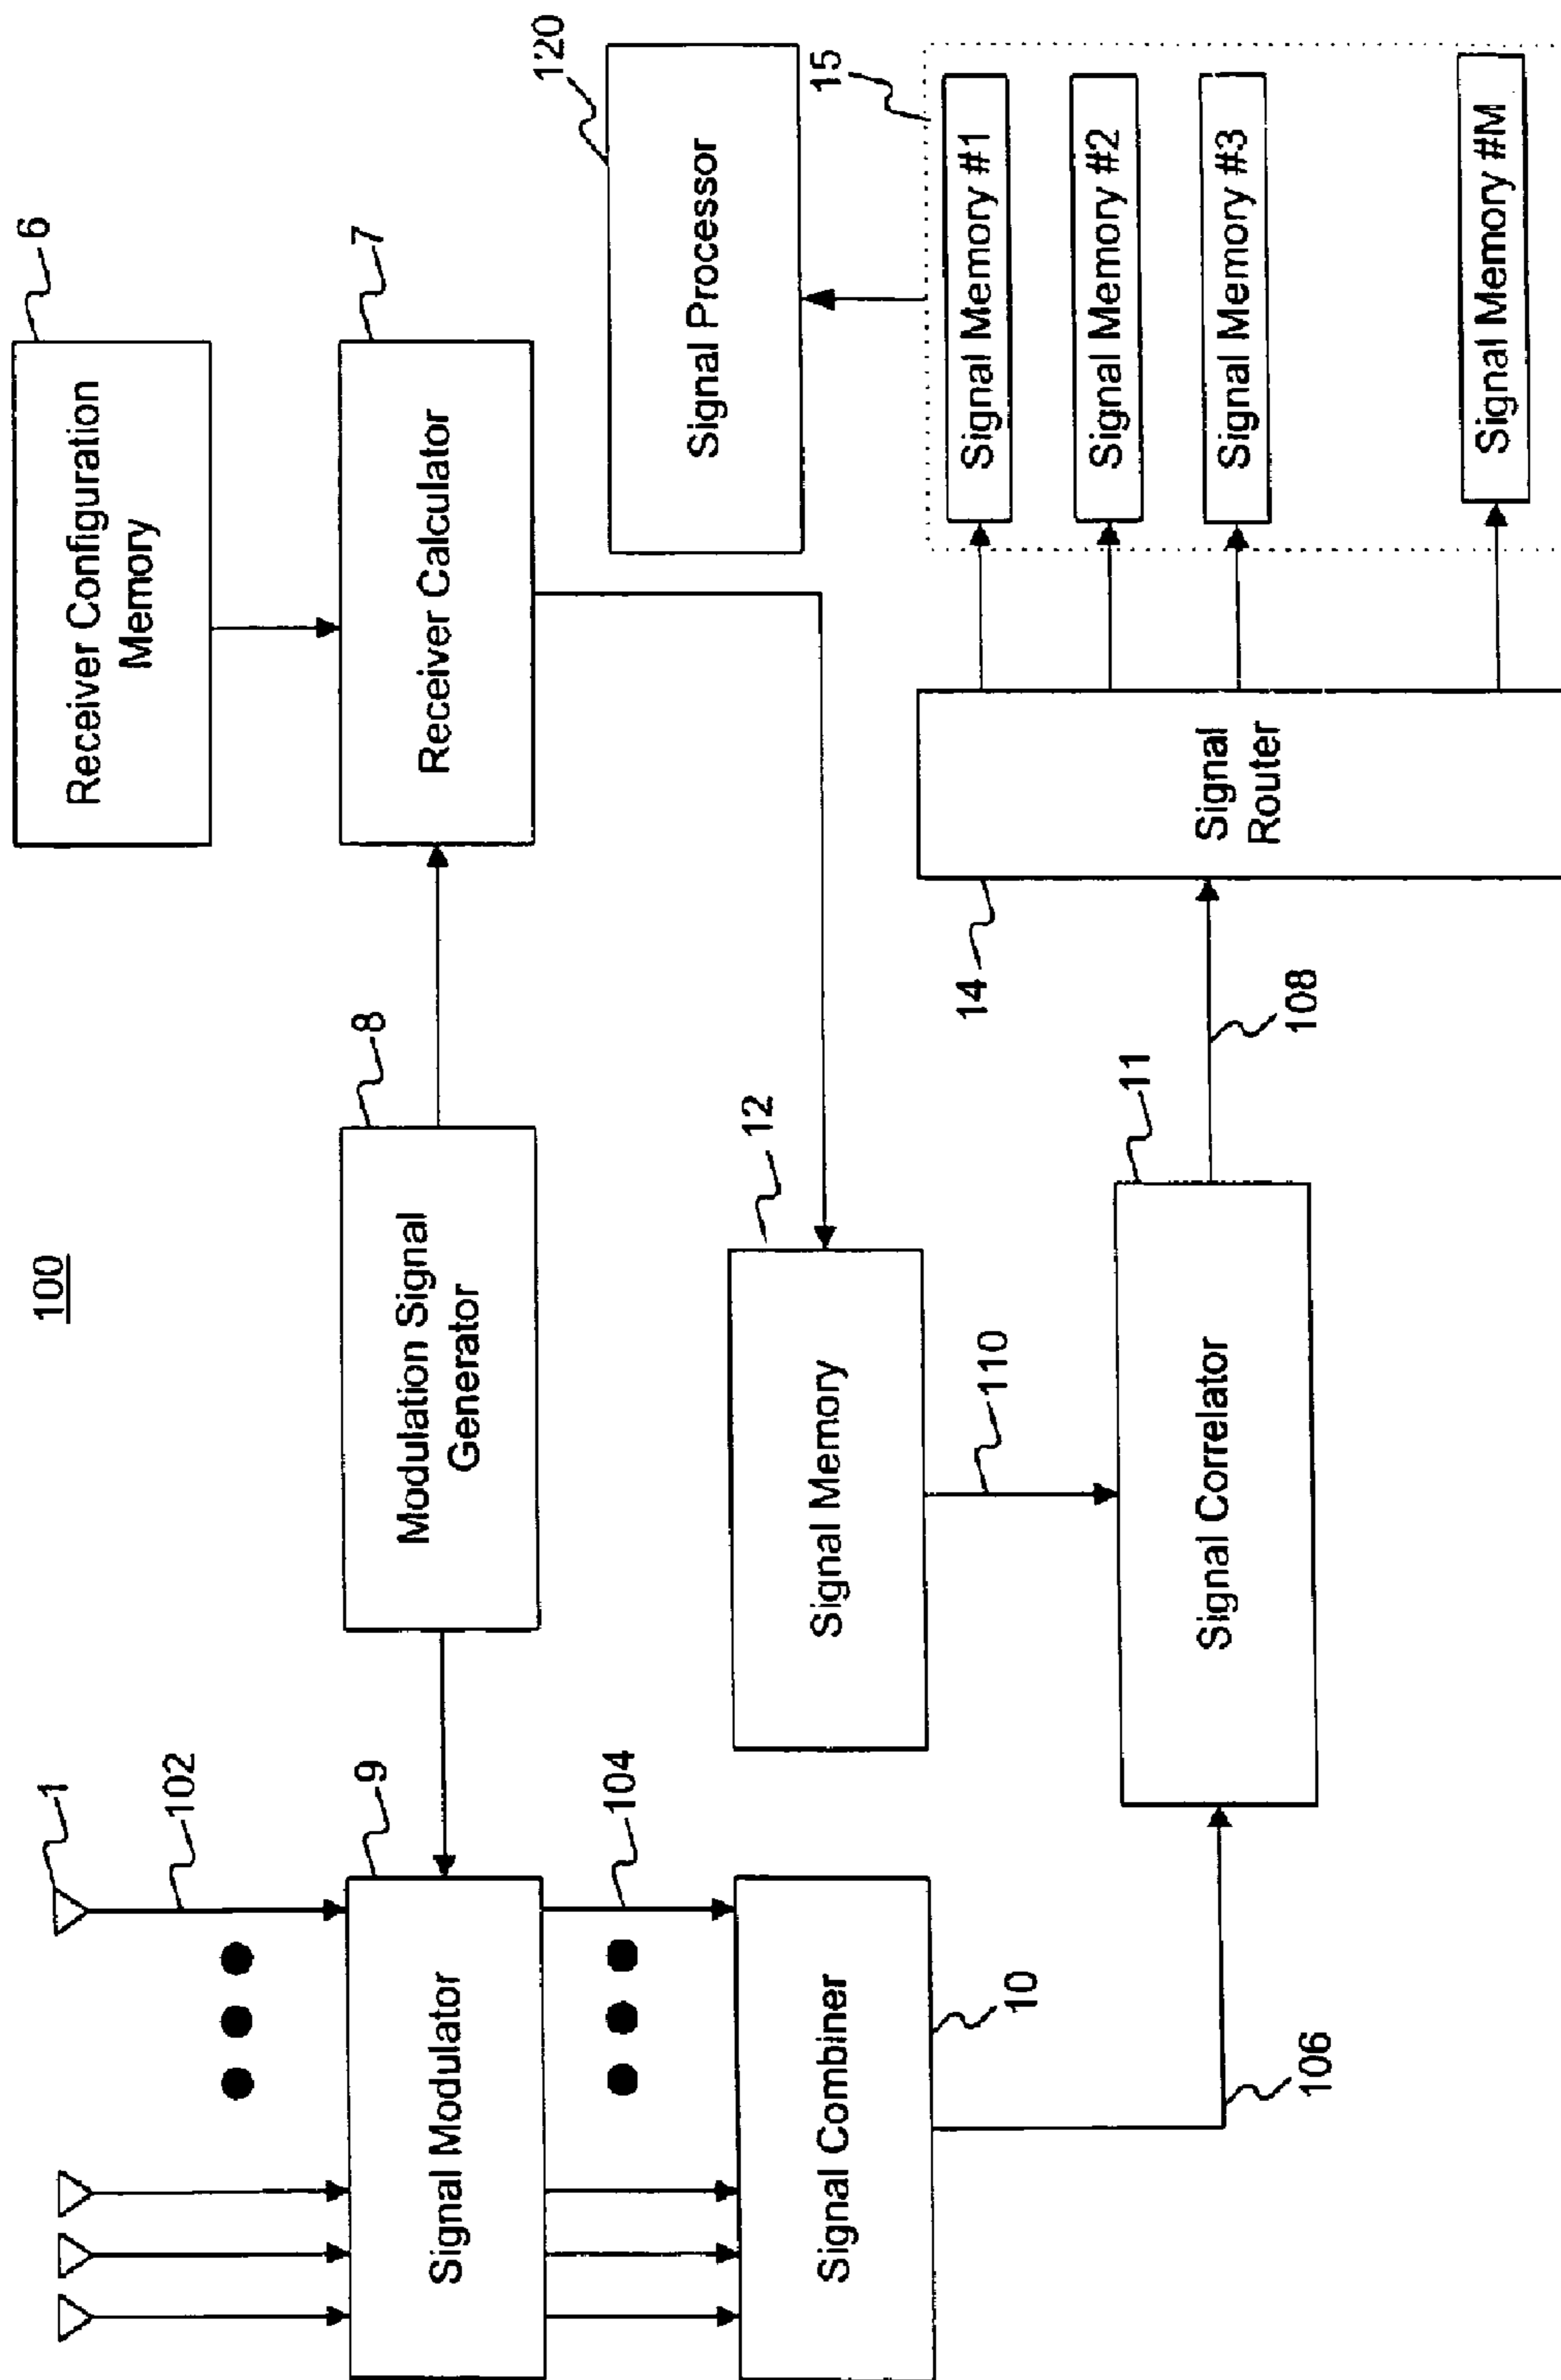 100
1
102
9
Signal Modulator
104
Signal Combiner
10
106
8
Modulation Signal
Generator
6
Receiver Configuration
Memory
7
Receiver Calculator
12
Signal Memory
110
11
Signal Correlator
108
14
Signal
Router
120
Signal Processor
15
Signal Memory #1
Signal Memory #2
Signal Memory #3
Signal Memory #M